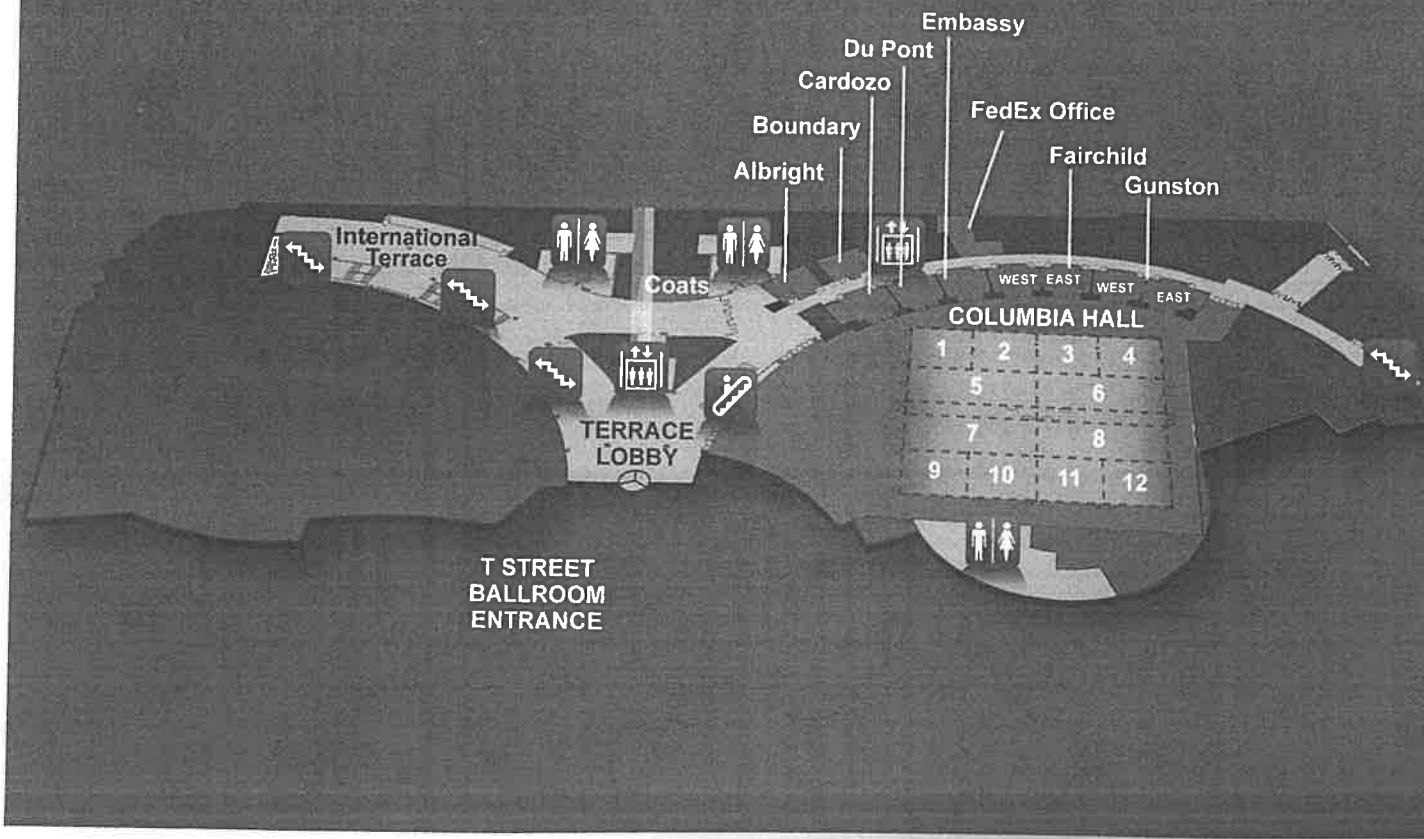 Embassy
Du Pont
Cardozo
FedEx Office
Boundary
Fairchild
Albright
Gunston
International
Terrace
Coats
WEST EAST
WEST
EAST
COLUMBIA HALL
1 2 3 4
5 6
7 8
9 10 11 12
TERRACE
LOBBY
T STREET
BALLROOM
ENTRANCE